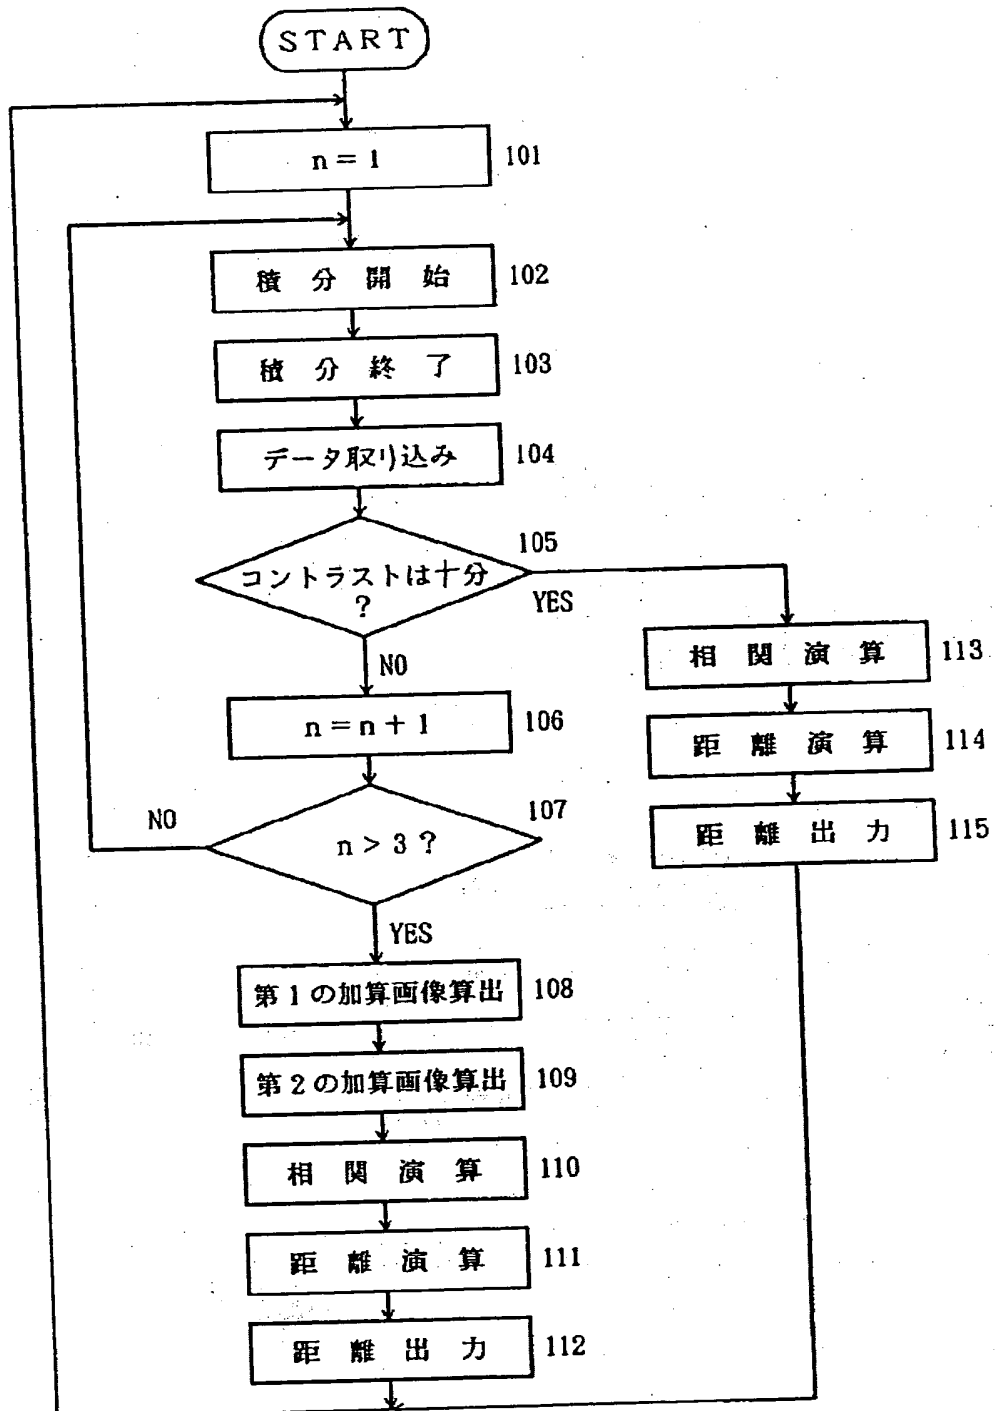 START
n = 1
101
積分開始
102
積分終了
103
データ取り込み
104
コントラストは十分
?
105
YES
NO
n = n + 1
106
n > 3 ?
107
NO
YES
第1の加算画像算出
108
第2の加算画像算出
109
相関演算
110
距離演算
111
距離出力
112
相関演算
113
距離演算
114
距離出力
115